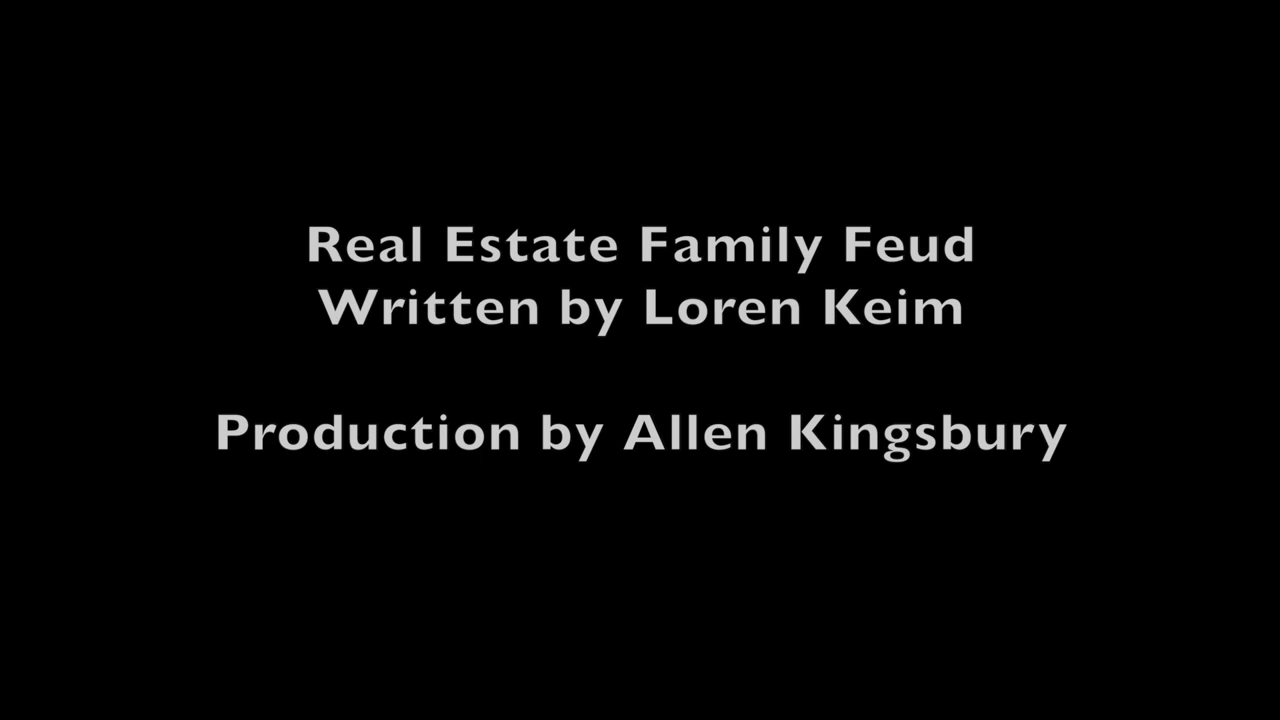 Real Estate Family Feud
Written by Loren Keim
Production by Allen Kingsbury